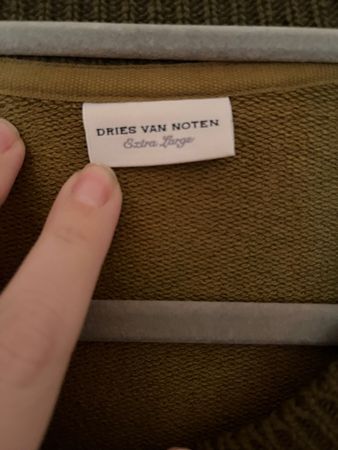 DRIES VAN NOTEN
Extra Large